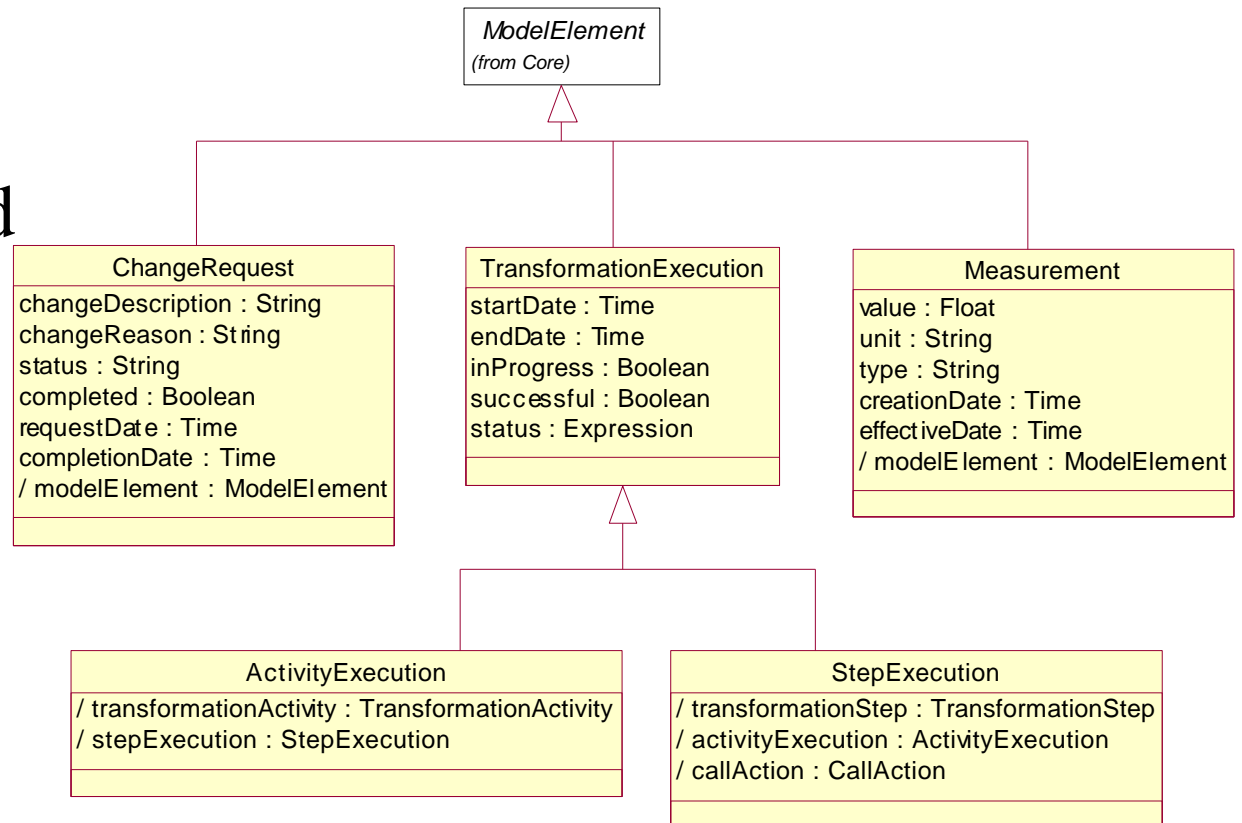 ModelElement
(from Core)
d
ChangeRequest
changeDescription : String
changeReason : String
status : String
completed : Boolean
requestDate : Time
completionDate : Time
/ modelElement : ModelElement
TransformationExecution
startDate : Time
endDate : Time
inProgress : Boolean
successful : Boolean
status : Expression
Measurement
value : Float
unit : String
type : String
creationDate : Time
effectiveDate : Time
/ modelElement : ModelElement
ActivityExecution
/ transformationActivity : TransformationActivity
/ stepExecution : StepExecution
StepExecution
/ transformationStep : TransformationStep
/ activityExecution : ActivityExecution
/ callAction : CallAction